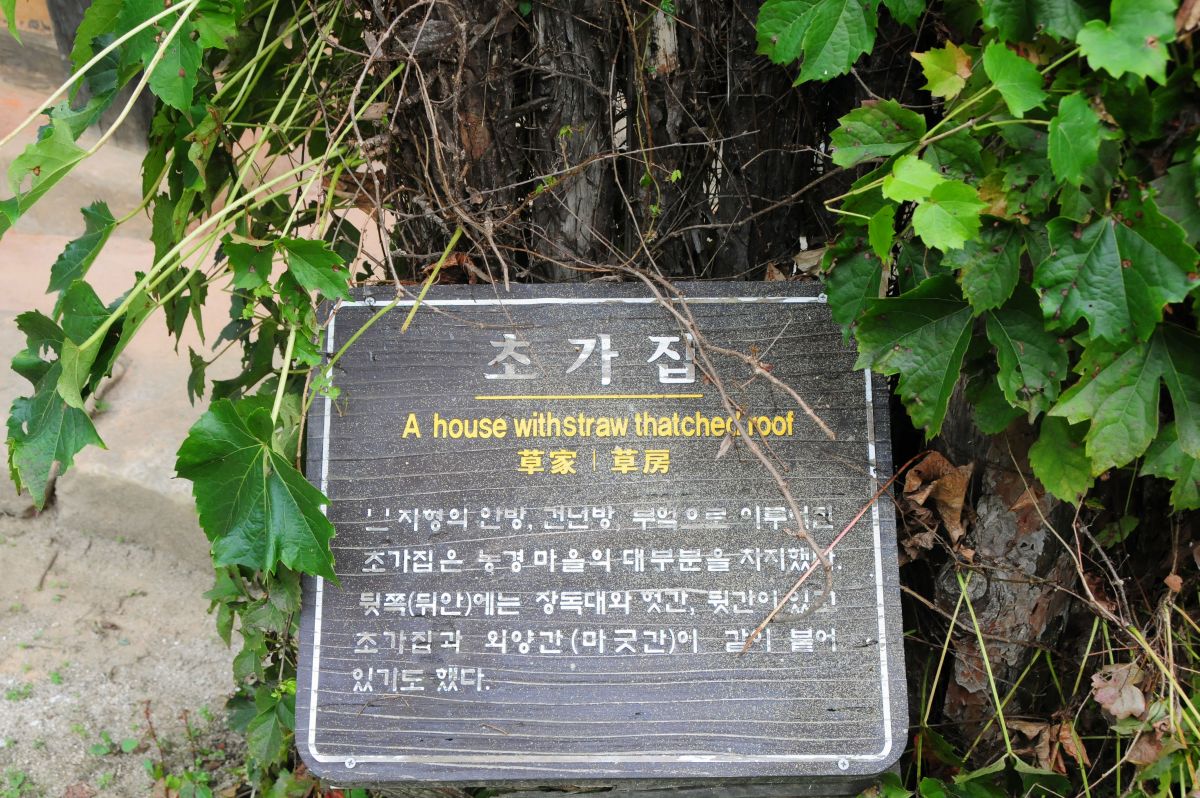 초가집
A house with straw thatched roof
草家 | 草房
지형의 안방, 건넌방, 부엌으로 이루어진
초가집은 농경마을의 대부분을 차지했다.
뒷쪽(뒤안)에는 장독대와 헛간, 뒷간이 있고
초가집과 외양간(마굿간)이 같이 붙어
있기도 했다.